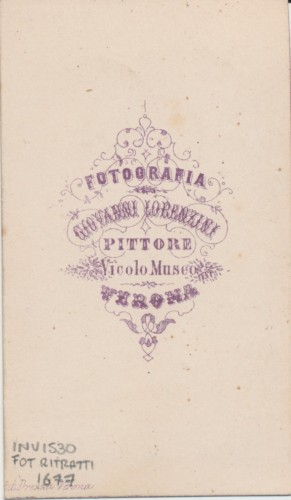 FOTOGRAFIA
GIOVANNI LORENZINI
PITTORE
Vicolo Museo
VERONA
INV1530
FOT RITRATTI
1677